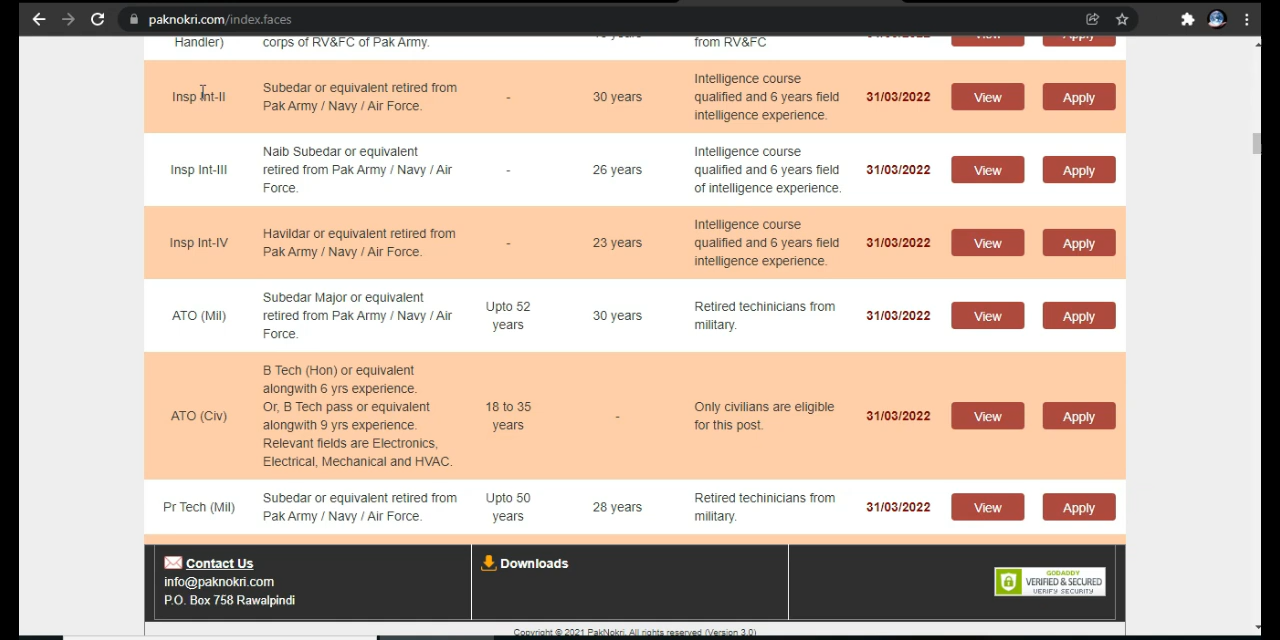 paknokri.com/index.faces
Handler)
corps of RV&FC of Pak Army.
from RV&FC
View
Apply
Insp Int-II
Subedar or equivalent retired from
Pak Army / Navy / Air Force.
-
30 years
Intelligence course
qualified and 6 years field
intelligence experience.
31/03/2022
View
Apply
Insp Int-III
Naib Subedar or equivalent
retired from Pak Army / Navy / Air
Force.
-
26 years
Intelligence course
qualified and 6 years field
of intelligence experience.
31/03/2022
View
Apply
Insp Int-IV
Havildar or equivalent retired from
Pak Army / Navy / Air Force.
-
23 years
Intelligence course
qualified and 6 years field
intelligence experience.
31/03/2022
View
Apply
ATO (Mil)
Subedar Major or equivalent
retired from Pak Army / Navy / Air
Force.
Upto 52
years
30 years
Retired techinicians from
military.
31/03/2022
View
Apply
ATO (Civ)
B Tech (Hon) or equivalent
alongwith 6 yrs experience.
Or, B Tech pass or equivalent
alongwith 9 yrs experience.
Relevant fields are Electronics,
Electrical, Mechanical and HVAC.
18 to 35
years
-
Only civilians are eligible
for this post.
31/03/2022
View
Apply
Pr Tech (Mil)
Subedar or equivalent retired from
Pak Army / Navy / Air Force.
Upto 50
years
28 years
Retired techinicians from
military.
31/03/2022
View
Apply
Contact Us
info@paknokri.com
P.O. Box 758 Rawalpindi
Downloads
GODADDY
VERIFIED & SECURED
VERIFY SECURITY
Copyright © 2021 PakNokri. All rights reserved (Version 3.0)